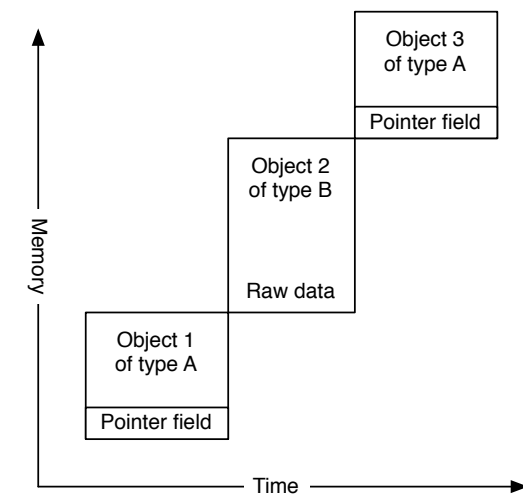 Object 3
of type A
Pointer field
Object 2
of type B
Raw data
Object 1
of type A
Pointer field
Memory
Time